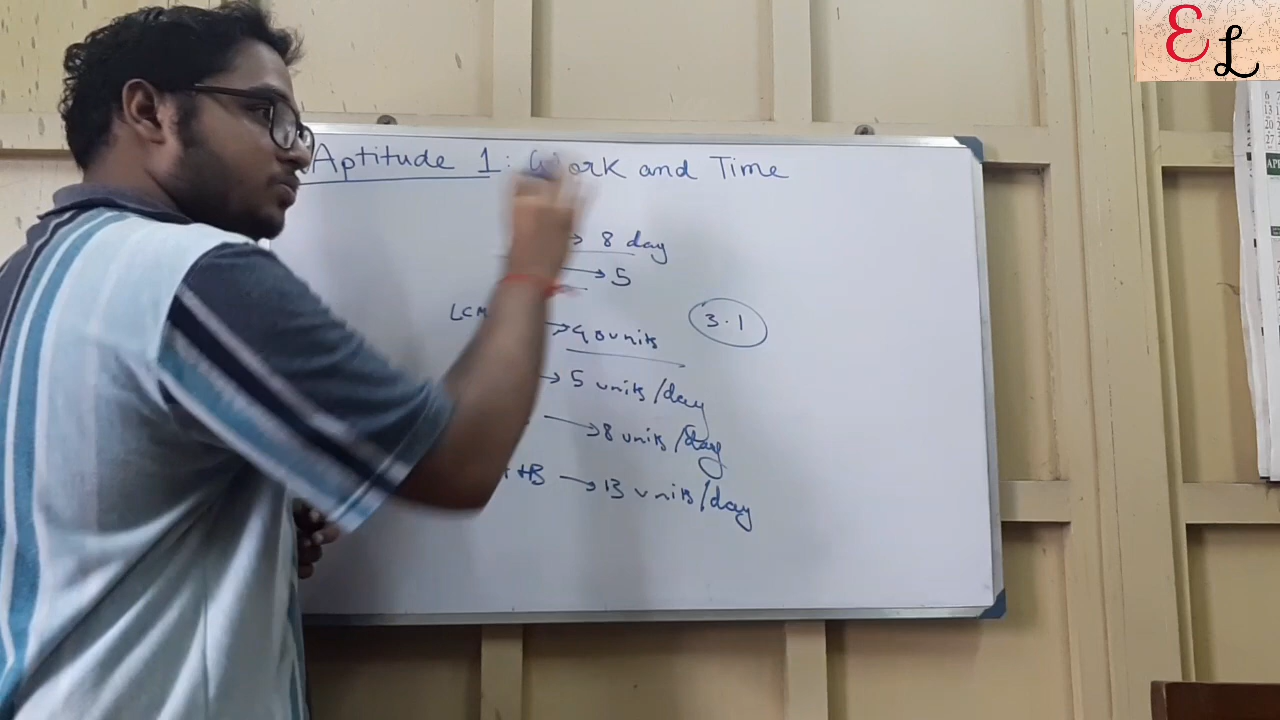 Aptitude 1: Work and Time
→ 8 day
→ 5
LCM
→ 40 units
3.1
→ 5 units/day
→ 8 units/day
A+B → 13 units/day
EL